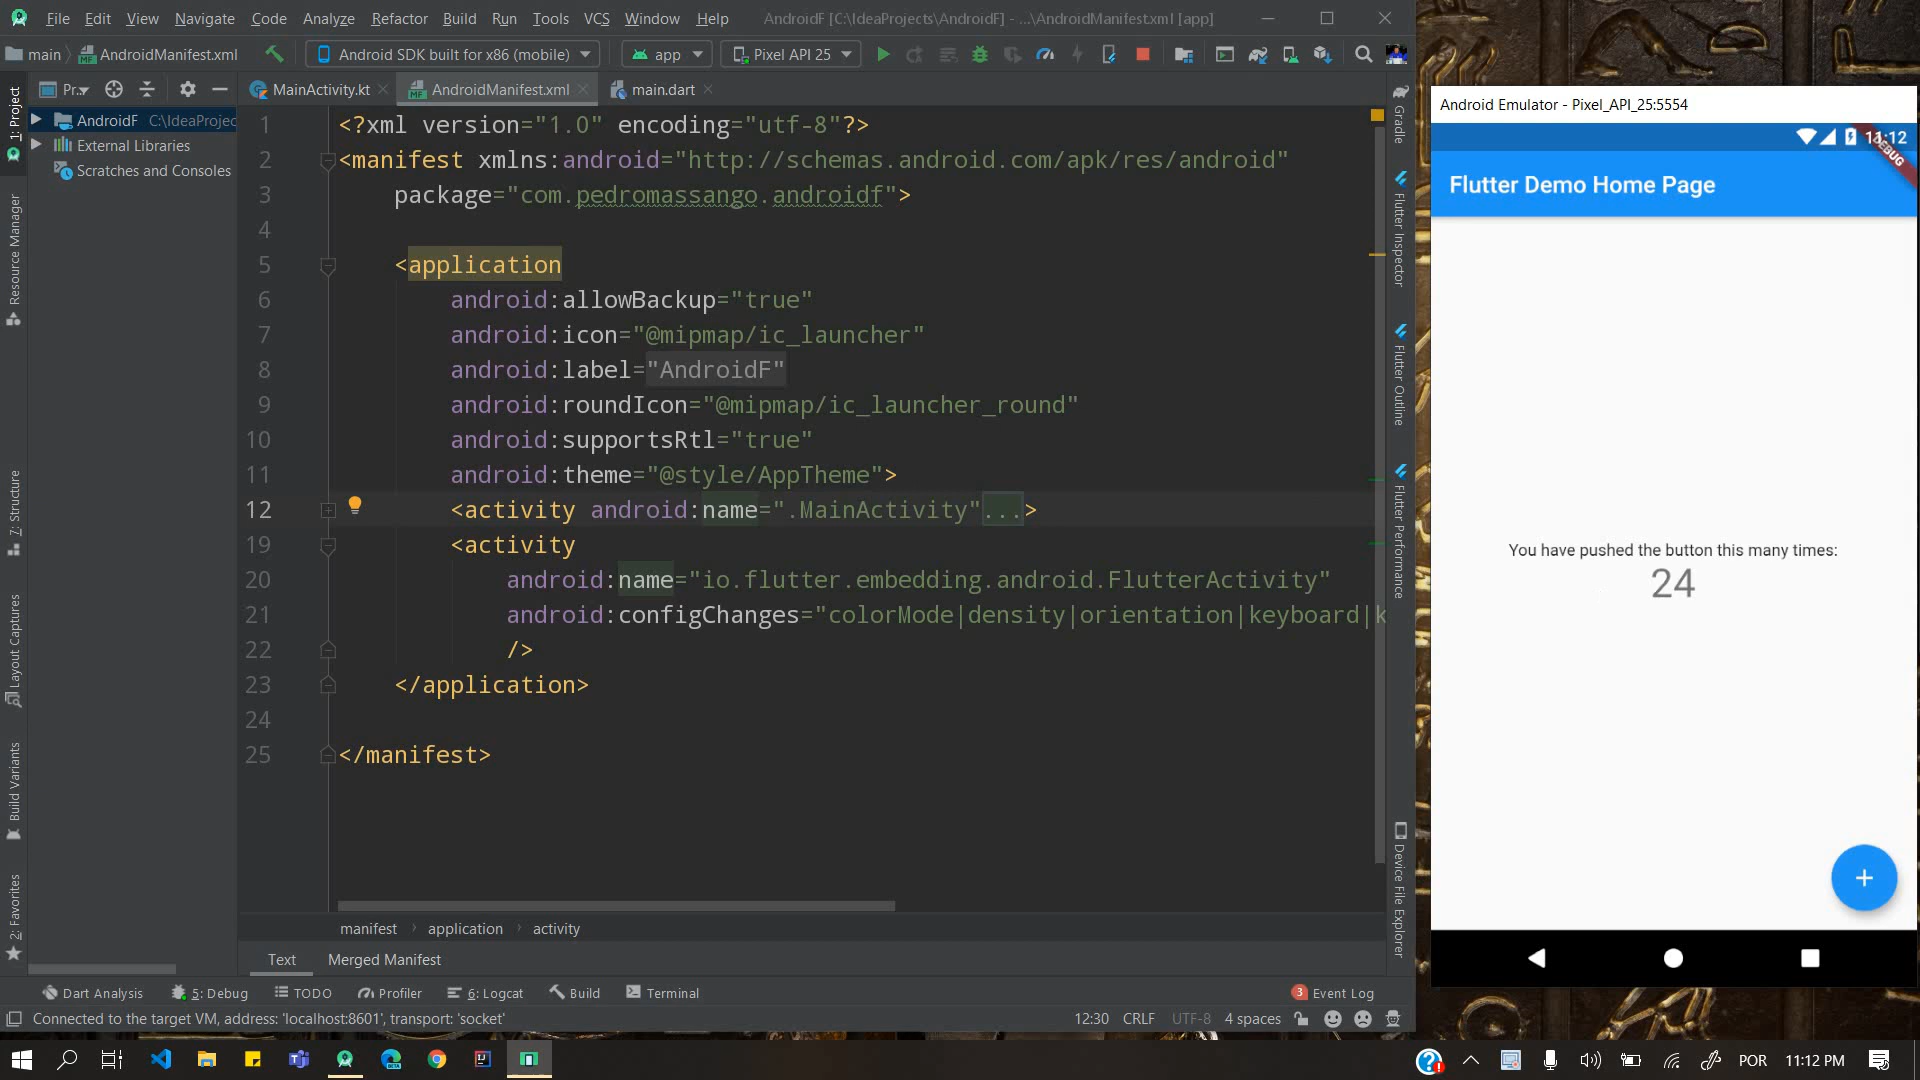 File Edit View Navigate Code Analyze Refactor Build Run Tools VCS Window Help AndroidF [C:\IdeaProjects\AndroidF] - ...\AndroidManifest.xml [app]
main AndroidManifest.xml Android SDK built for x86 (mobile) app Pixel API 25
Pr... MainActivity.kt AndroidManifest.xml main.dart
AndroidF C:\IdeaProjec
External Libraries
Scratches and Consoles
1: Project
Resource Manager
7: Structure
Layout Captures
Build Variants
2: Favorites
1 <?xml version="1.0" encoding="utf-8"?>
2 <manifest xmlns:android="http://schemas.android.com/apk/res/android"
3 package="com.pedromassango.androidf">
4
5 <application
6 android:allowBackup="true"
7 android:icon="@mipmap/ic_launcher"
8 android:label="AndroidF"
9 android:roundIcon="@mipmap/ic_launcher_round"
10 android:supportsRtl="true"
11 android:theme="@style/AppTheme">
12 <activity android:name=".MainActivity"...>
19 <activity
20 android:name="io.flutter.embedding.android.FlutterActivity"
21 android:configChanges="colorMode|density|orientation|keyboard|k
22 />
23 </application>
24
25 </manifest>
manifest application activity
Text Merged Manifest
Gradle
Flutter Inspector
Flutter Outline
Flutter Performance
Device File Explorer
Dart Analysis 5: Debug TODO Profiler 6: Logcat Build Terminal 3 Event Log
Connected to the target VM, address: 'localhost:8601', transport: 'socket' 12:30 CRLF UTF-8 4 spaces
Android Emulator - Pixel_API_25:5554
11:12
DEBUG
Flutter Demo Home Page
You have pushed the button this many times:
24
+
POR 11:12 PM